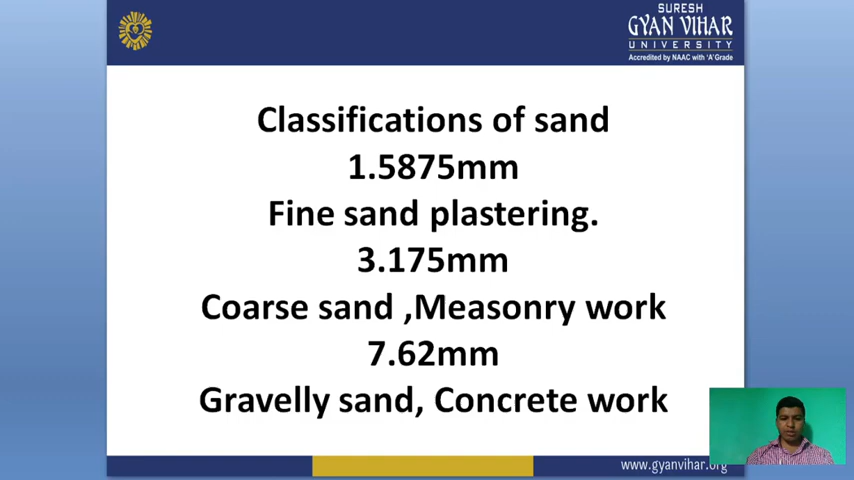 SURESH
GYAN VIHAR
UNIVERSITY
Accredited by NAAC with 'A' Grade
Classifications of sand
1.5875mm
Fine sand plastering.
3.175mm
Coarse sand ,Measonry work
7.62mm
Gravelly sand, Concrete work
www.gyanvihar.org